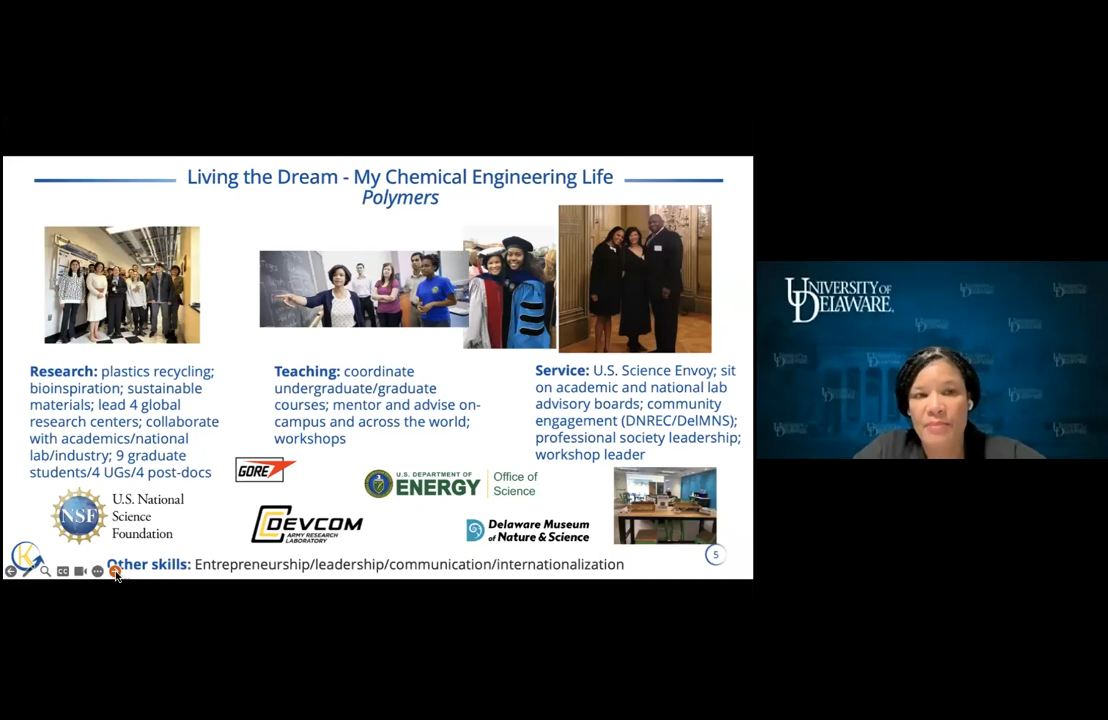 Living the Dream - My Chemical Engineering Life
Polymers
Research: plastics recycling;
bioinspiration; sustainable
materials; lead 4 global
research centers; collaborate
with academics/national
lab/industry; 9 graduate
students/4 UGs/4 post-docs
Teaching: coordinate
undergraduate/graduate
courses; mentor and advise on-
campus and across the world;
workshops
Service: U.S. Science Envoy; sit
on academic and national lab
advisory boards; community
engagement (DNREC/DelMNS);
professional society leadership;
workshop leader
GORE
NSF
U.S. National
Science
Foundation
DEVCOM
ARMY RESEARCH
LABORATORY
U.S. DEPARTMENT OF
ENERGY
Office of
Science
Delaware Museum
of Nature & Science
Other skills: Entrepreneurship/leadership/communication/internationalization
5
K
CC
UNIVERSITY OF
DELAWARE.